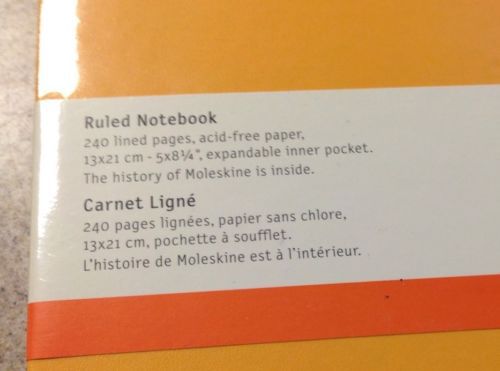 Ruled Notebook
240 lined pages, acid-free paper,
13x21 cm - 5x8¼", expandable inner pocket.
The history of Moleskine is inside.
Carnet Ligné
240 pages lignées, papier sans chlore,
13x21 cm, pochette à soufflet.
L'histoire de Moleskine est à l'intérieur.